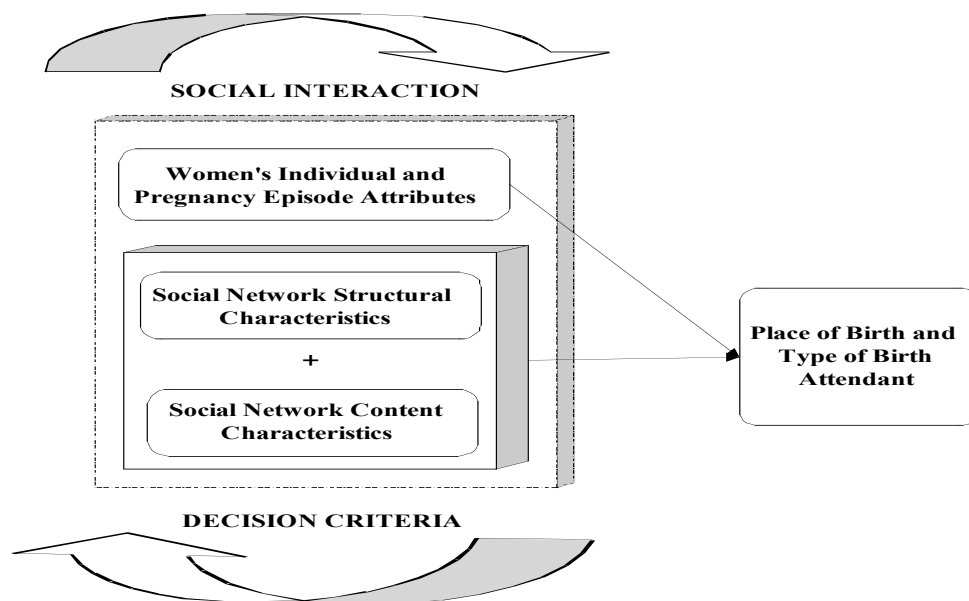 SOCIAL INTERACTION
Women's Individual and
Pregnancy Episode Attributes
Social Network Structural
Characteristics
+
Social Network Content
Characteristics
Place of Birth and
Type of Birth
Attendant
DECISION CRITERIA